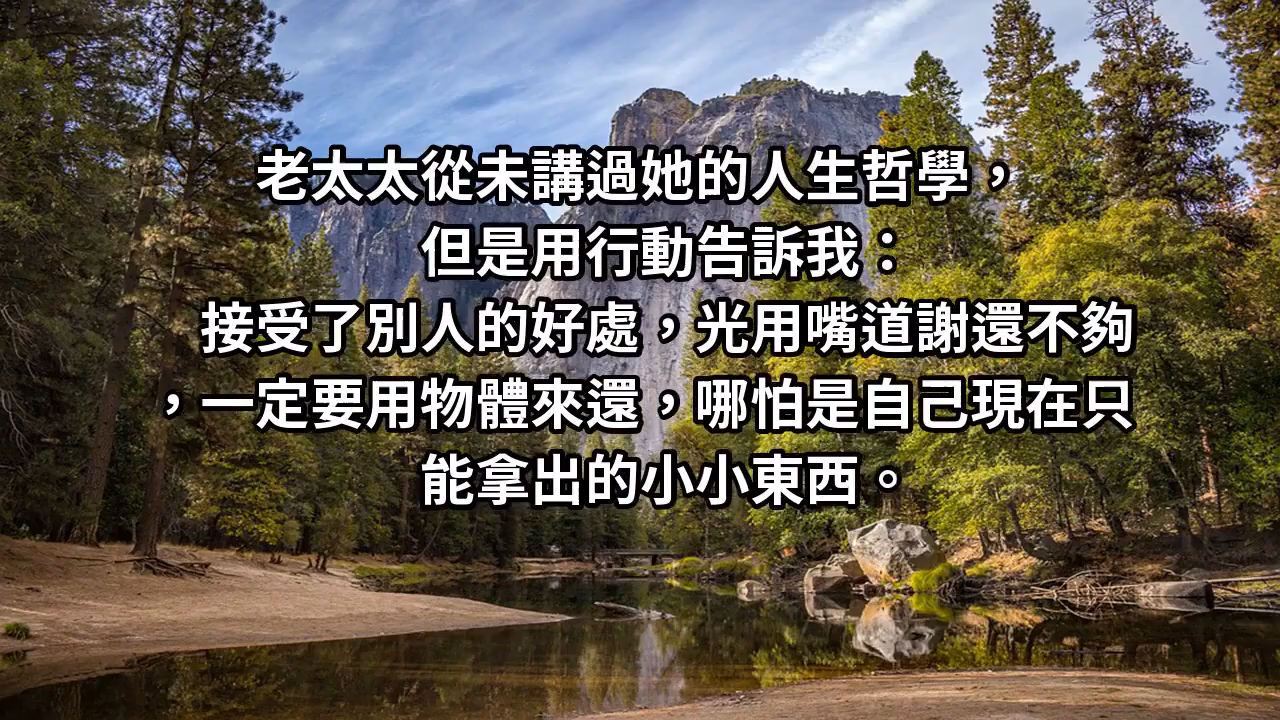 老太太從未講過她的人生哲學，
但是用行動告訴我：
接受了別人的好處，光用嘴道謝還不夠
，一定要用物體來還，哪怕是自己現在只
能拿出的小小東西。